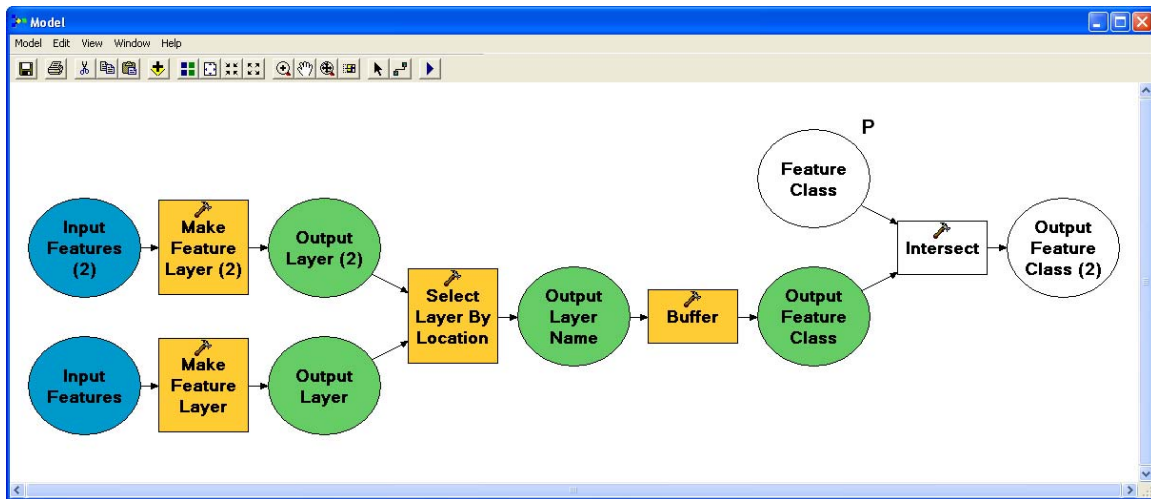 Model
Model Edit View Window Help
P
Feature
Class
Input
Features
(2)
Make
Feature
Layer (2)
Output
Layer (2)
Intersect
Output
Feature
Class (2)
Select
Layer By
Location
Output
Layer
Name
Buffer
Output
Feature
Class
Input
Features
Make
Feature
Layer
Output
Layer